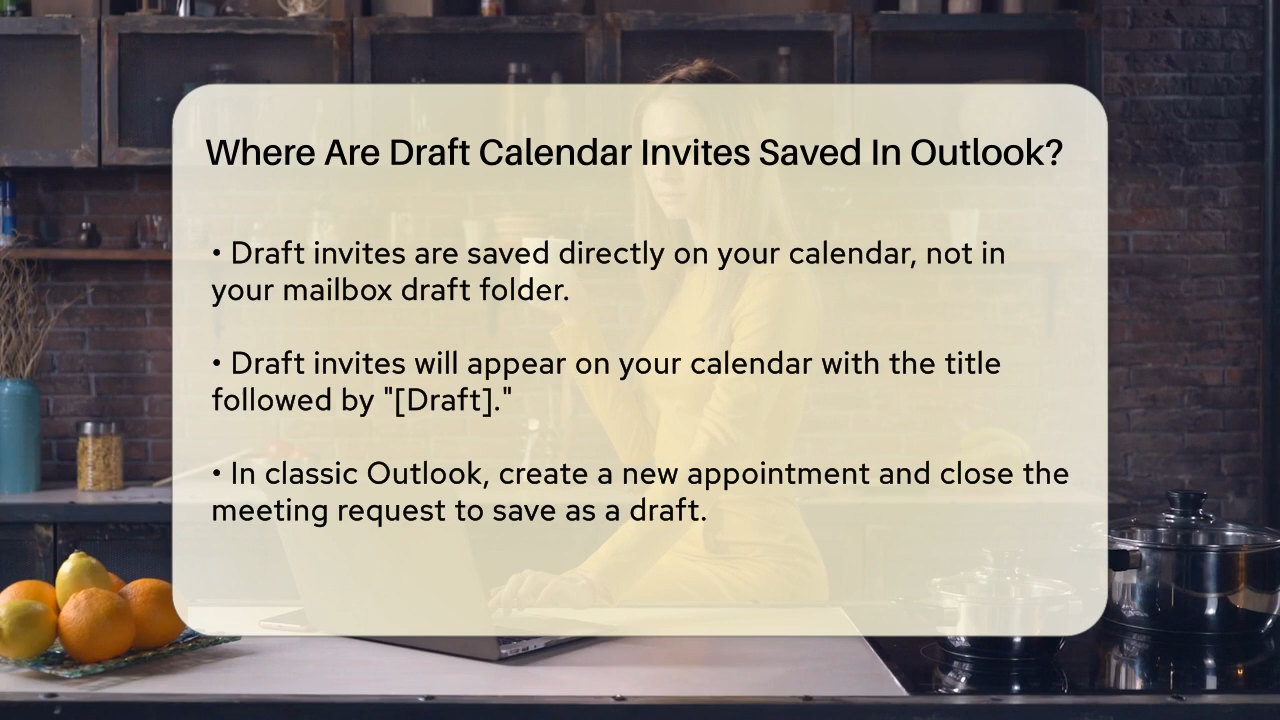 Where Are Draft Calendar Invites Saved In Outlook?
• Draft invites are saved directly on your calendar, not in
your mailbox draft folder.
• Draft invites will appear on your calendar with the title
followed by "[Draft]."
• In classic Outlook, create a new appointment and close the
meeting request to save as a draft.